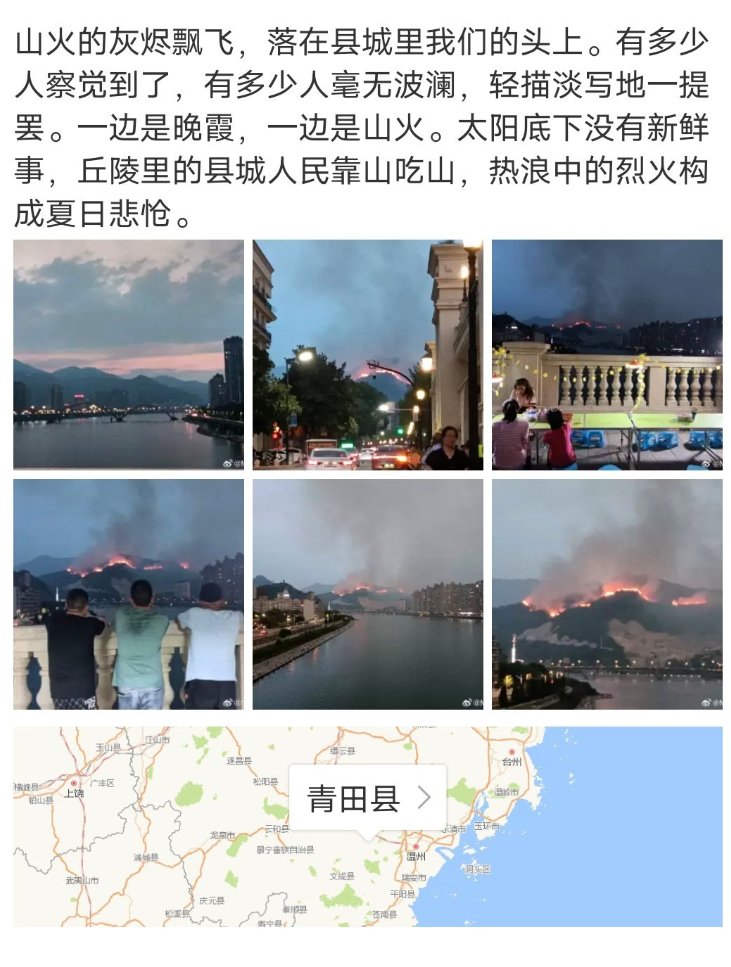 山火的灰烬飘飞，落在县城里我们的头上。有多少
人察觉到了，有多少人毫无波澜，轻描淡写地一提
罢。一边是晚霞，一边是山火。太阳底下没有新鲜
事，丘陵里的县城人民靠山吃山，热浪中的烈火构
成夏日悲怆。
江山市
玉山县
遂昌县
缙云县
台州
横峰县
上饶
广丰区
松阳县
青田县
温岭市
铅山县
云和县
龙泉市
玉环市
浦城县
景宁畲族自治县
温州
洞头区
武夷山市
文成县
瑞安市
平阳县
庆元县
松溪县
泰顺县
苍南县
寿宁县